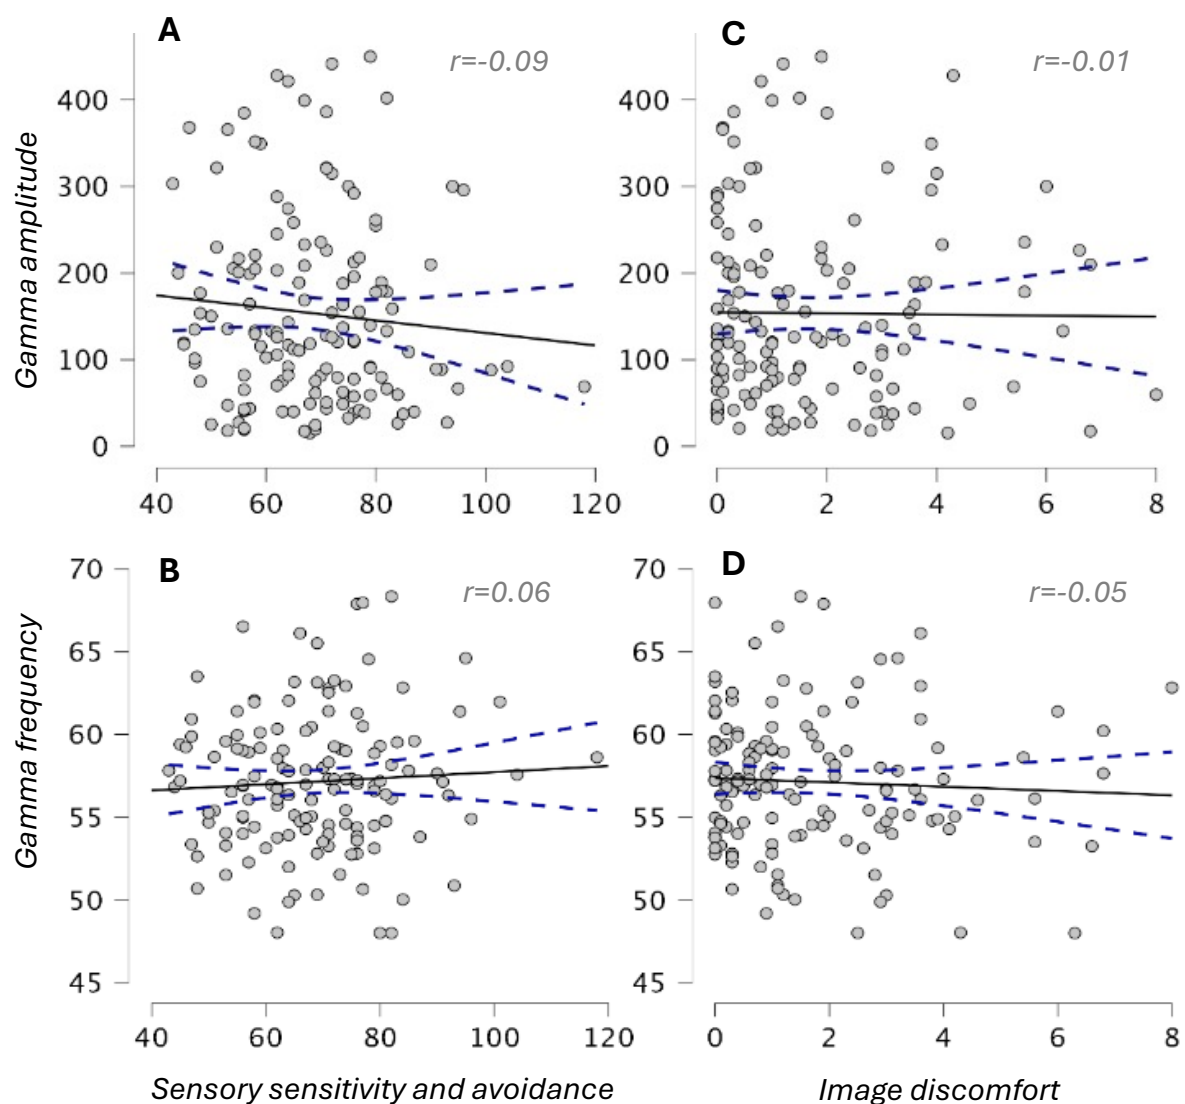 A
r=-0.09
Gamma amplitude
400
300
200
100
0
40 60 80 100 120
C
r=-0.01
400
300
200
100
0
0 2 4 6 8
B
r=0.06
Gamma frequency
70
65
60
55
50
45
40 60 80 100 120
Sensory sensitivity and avoidance
D
r=-0.05
70
65
60
55
50
45
0 2 4 6 8
Image discomfort